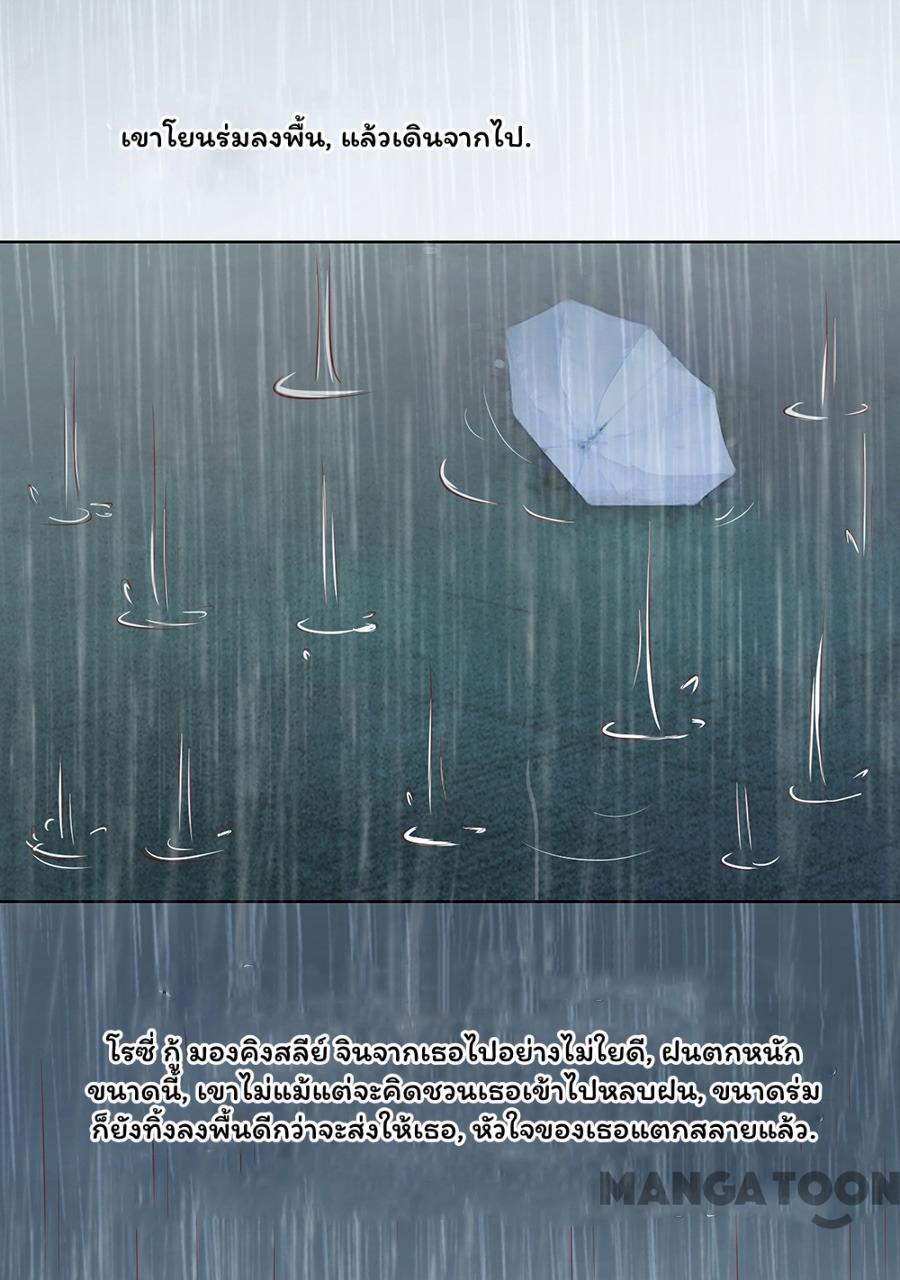 เขาโยนร่มลงพื้น, แล้วเดินจากไป.
โรซี่ กู้ มองคิงสลีย์ จินจากเธอไปอย่างไม่ใยดี, ฝนตกหนัก
ขนาดนี้, เขาไม่แม้แต่จะคิดชวนเธอเข้าไปหลบฝน, ขนาดร่ม
ก็ยังทิ้งลงพื้นดีกว่าจะส่งให้เธอ, หัวใจของเธอแตกสลายแล้ว.
MANGATOON